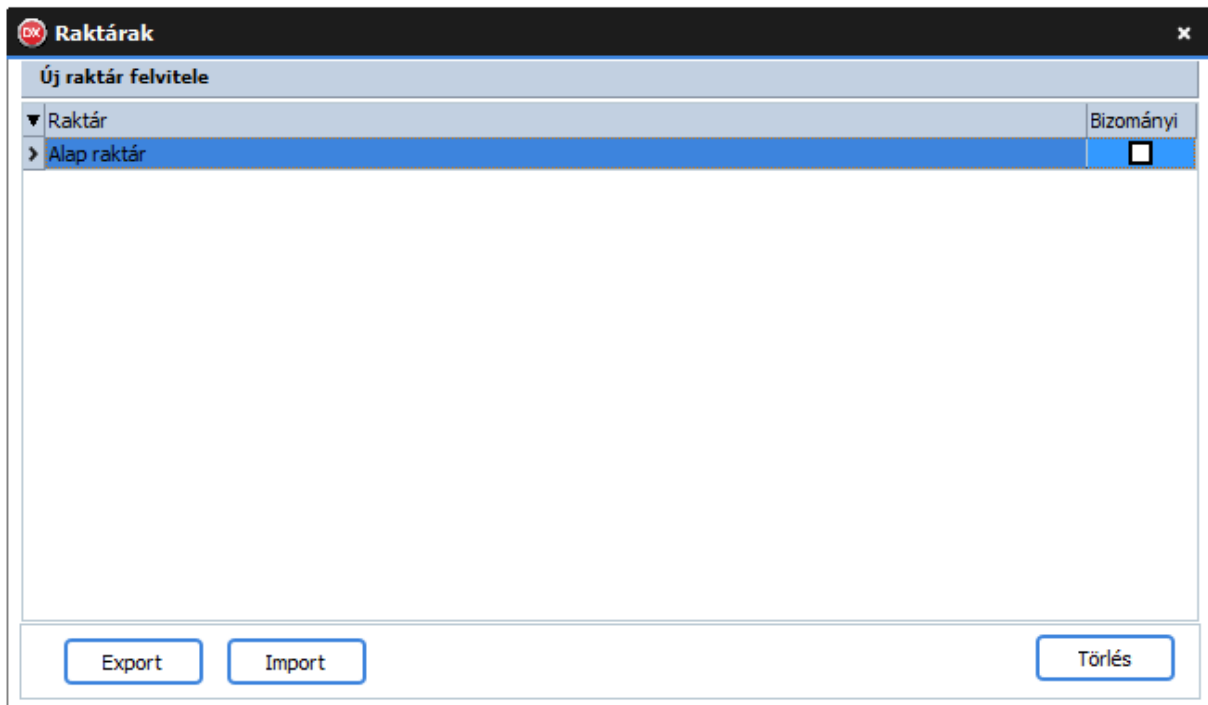 DX Raktárak
Új raktár felvitele
Raktár Bizományi
Alap raktár
Export Import Törlés